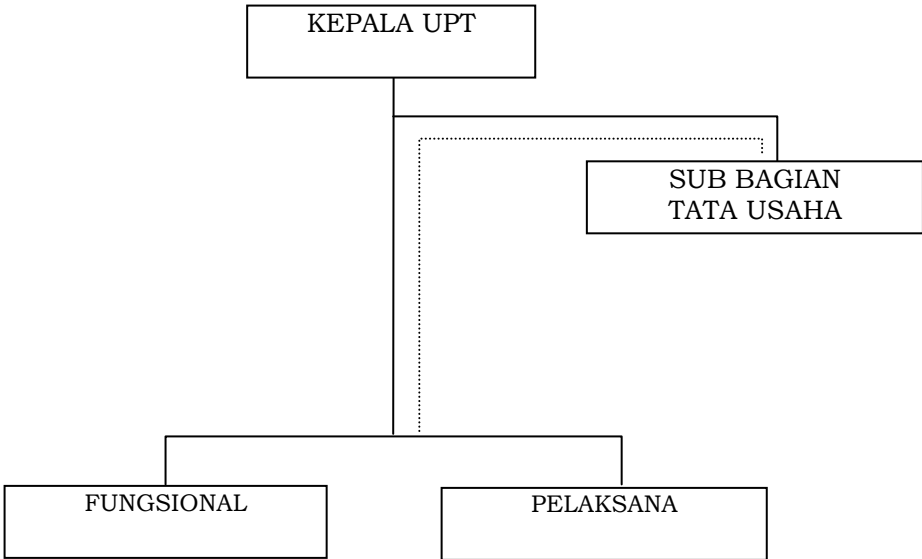 KEPALA UPT
SUB BAGIAN
TATA USAHA
FUNGSIONAL
PELAKSANA